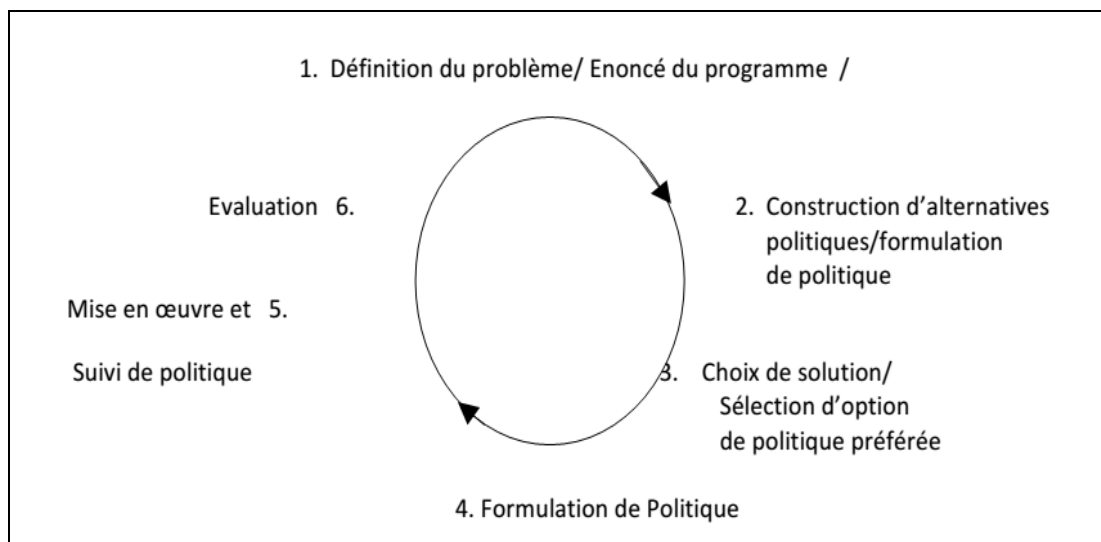 1. Définition du problème/ Enoncé du programme /
Evaluation 6.
2. Construction d'alternatives
politiques/formulation
de politique
Mise en œuvre et 5.
Suivi de politique
3. Choix de solution/
Sélection d'option
de politique préférée
4. Formulation de Politique